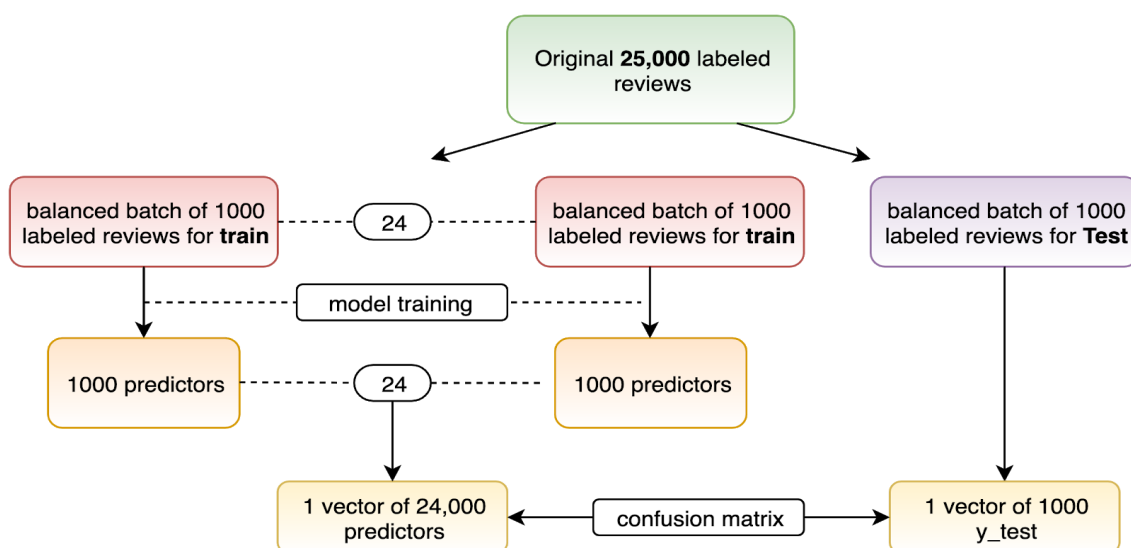 Original 25,000 labeled
reviews
balanced batch of 1000
labeled reviews for train
24
balanced batch of 1000
labeled reviews for train
balanced batch of 1000
labeled reviews for Test
model training
1000 predictors
24
1000 predictors
1 vector of 24,000
predictors
confusion matrix
1 vector of 1000
y_test